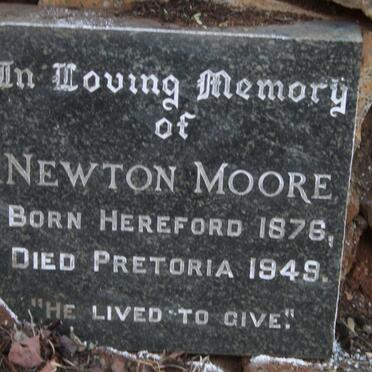 In Loving Memory
of
NEWTON MOORE
BORN HEREFORD 1876,
DIED PRETORIA 1949.
"HE LIVED TO GIVE."